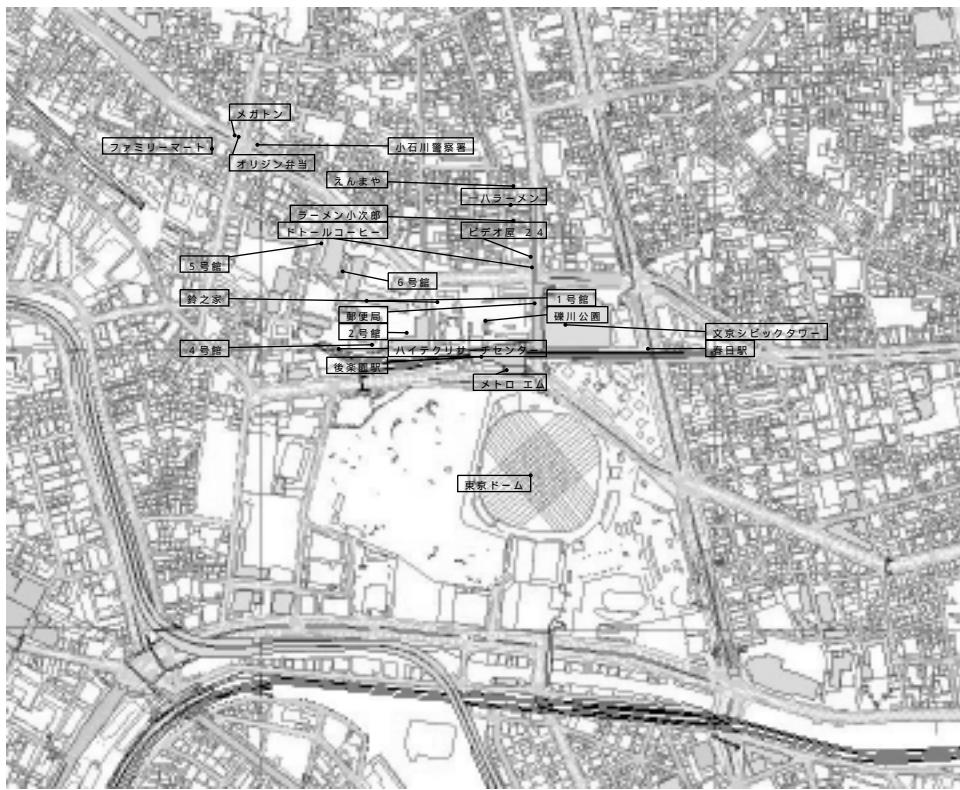 メガトン
ファミリーマート
小石川警察署
オリジン弁当
えんまや
一八ラーメン
ラーメン小次郎
ドトールコーヒー
ビデオ屋 24
5号館
6号館
鈴之家
1号館
郵便局
礫川公園
2号館
文京シビックタワー
4号館
ハイテクリサーチセンター
春日駅
後楽園駅
メトロ エム
東京ドーム